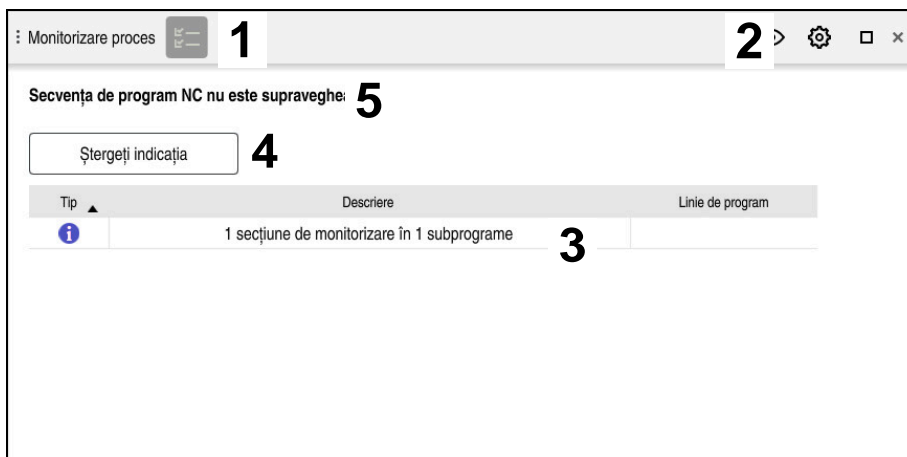 Monitorizare proces 1 2
Secvența de program NC nu este 5
Ștergeți indicația 4
Tip Descriere Linie de program
1 secțiune de monitorizare în 1 subprograme 3